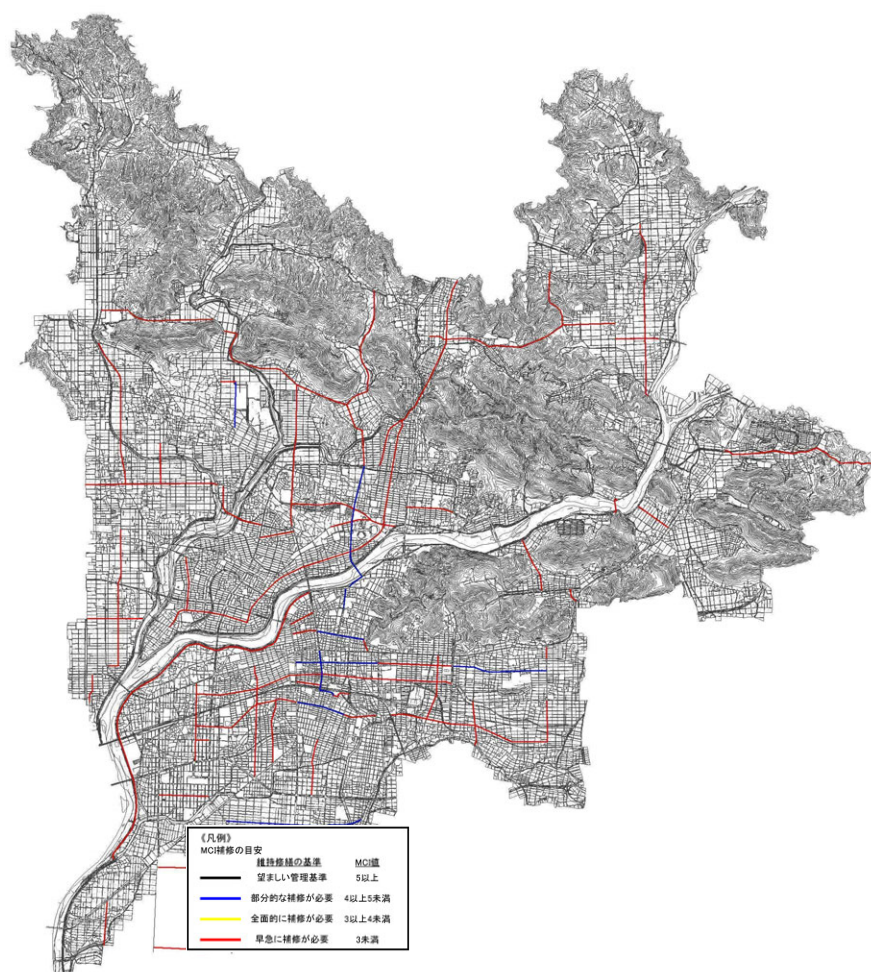 《凡例》
MCI補修の目安
維持修繕の基準 MCI値
望ましい管理基準 5以上
部分的な補修が必要 4以上5未満
全面的に補修が必要 3以上4未満
早急に補修が必要 3未満